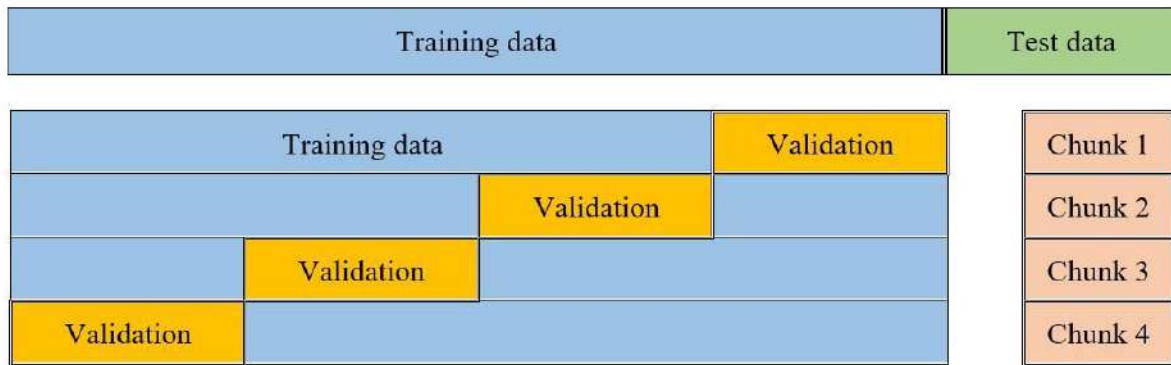 Training data Test data
Training data Validation Chunk 1
Validation Chunk 2
Validation Chunk 3
Validation Chunk 4